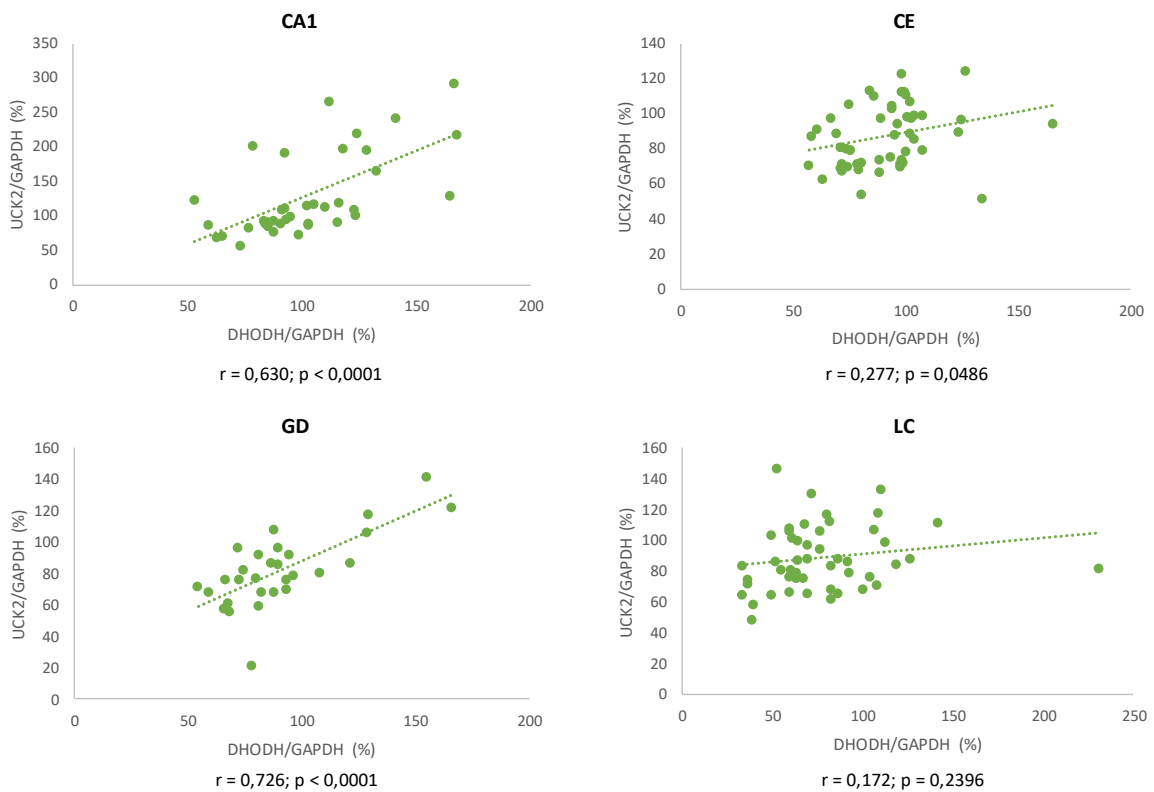 CA1
UCK2/GAPDH (%)
350
300
250
200
150
100
50
0
0 50 100 150 200
DHODH/GAPDH (%)
r = 0,630; p < 0,0001
CE
UCK2/GAPDH (%)
140
120
100
80
60
40
20
0
0 50 100 150 200
DHODH/GAPDH (%)
r = 0,277; p = 0,0486
GD
UCK2/GAPDH (%)
160
140
120
100
80
60
40
20
0
0 50 100 150 200
DHODH/GAPDH (%)
r = 0,726; p < 0,0001
LC
UCK2/GAPDH (%)
160
140
120
100
80
60
40
20
0
0 50 100 150 200 250
DHODH/GAPDH (%)
r = 0,172; p = 0,2396